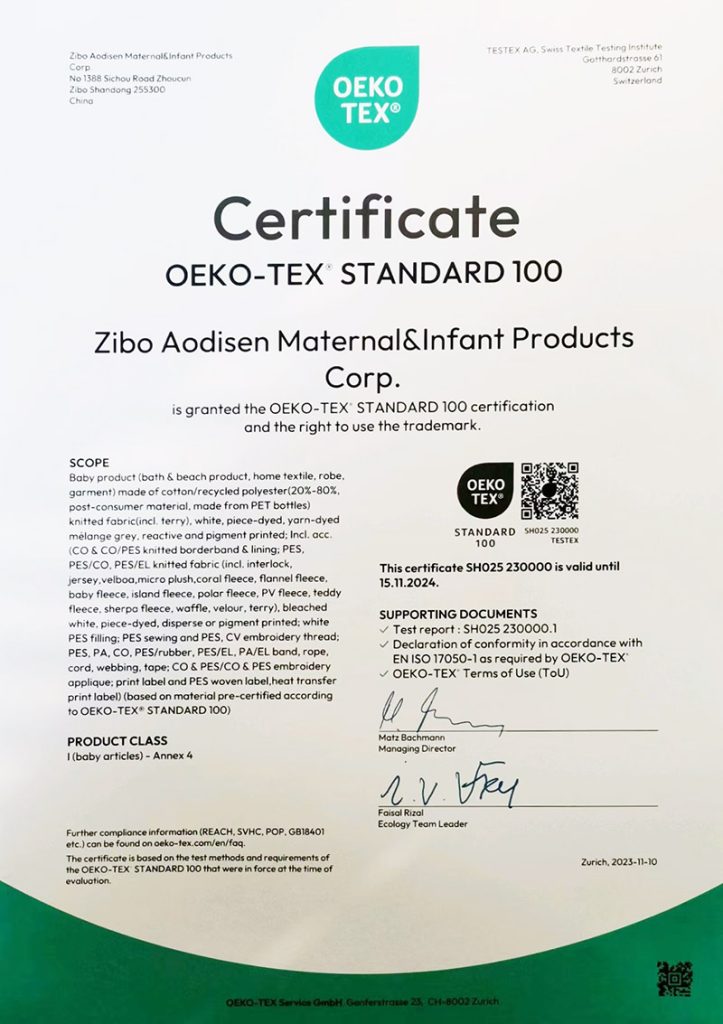 Zibo Aodisen Maternal&Infant Products
Corp.
No 1388 Sichou Road Zhoucun
Zibo Shandong 255300
China
OEKO
TEX®
TESTEX AG, Swiss Textile Testing Institute
Gotthardstrasse 61
8002 Zurich
Switzerland
Certificate
OEKO-TEX® STANDARD 100
Zibo Aodisen Maternal&Infant Products
Corp.
is granted the OEKO-TEX® STANDARD 100 certification
and the right to use the trademark.
SCOPE
Baby product (bath & beach product, home textile, robe,
garment) made of cotton/recycled polyester(20%-80%,
post-consumer material, made from PET bottles)
knitted fabric(incl. terry), white, piece-dyed, yarn-dyed
mélange grey, reactive and pigment printed; Incl. acc.
(CO & CO/PES knitted borderband & lining; PES,
PES/CO, PES/EL knitted fabric (incl. interlock,
jersey,velboa,micro plush,coral fleece, flannel fleece,
baby fleece, island fleece, polar fleece, PV fleece, teddy
fleece, sherpa fleece, waffle, velour, terry), bleached
white, piece-dyed, disperse or pigment printed; white
PES filling; PES sewing and PES, CV embroidery thread;
PES, PA, CO, PES/rubber, PES/EL, PA/EL band, rope,
cord, webbing, tape; CO & PES/CO & PES embroidery
applique; print label and PES woven label,heat transfer
print label) (based on material pre-certified according
to OEKO-TEX® STANDARD 100)
PRODUCT CLASS
I (baby articles) - Annex 4
OEKO
TEX®
STANDARD
100
SH025 230000
TESTEX
This certificate SH025 230000 is valid until
15.11.2024.
SUPPORTING DOCUMENTS
✓ Test report : SH025 230000.1
✓ Declaration of conformity in accordance with
EN ISO 17050-1 as required by OEKO-TEX®
✓ OEKO-TEX® Terms of Use (ToU)
Matz Bachmann
Managing Director
Faisal Rizal
Ecology Team Leader
Further compliance information (REACH, SVHC, POP, GB18401
etc.) can be found on oeko-tex.com/en/faq.
The certificate is based on the test methods and requirements of
the OEKO-TEX® STANDARD 100 that were in force at the time of
evaluation.
Zurich, 2023-11-10
OEKO-TEX Service GmbH Genferstrasse 23, CH-8002 Zurich